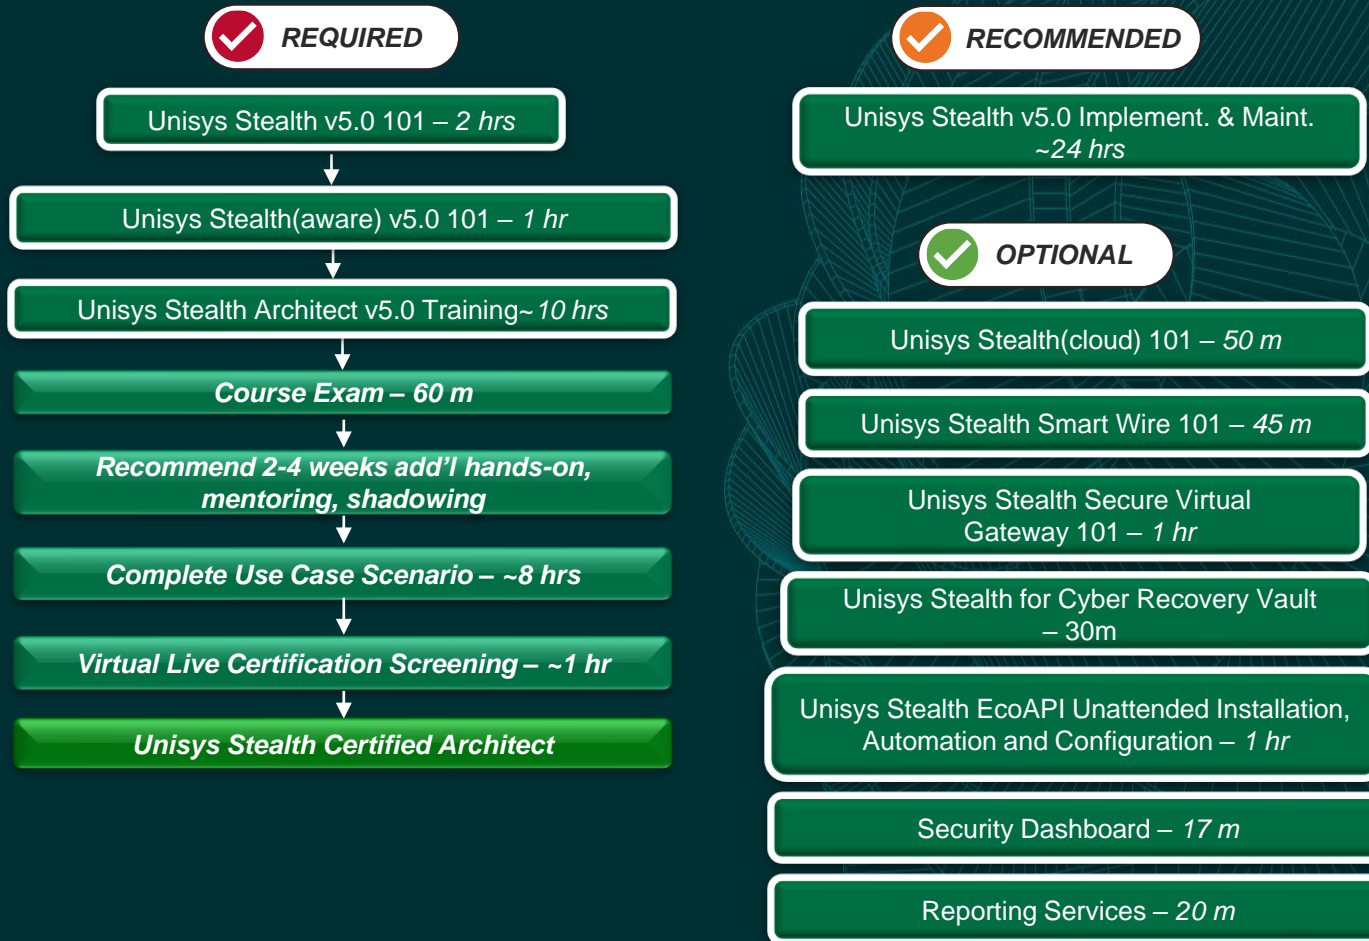 REQUIRED
Unisys Stealth v5.0 101 – 2 hrs
Unisys Stealth(aware) v5.0 101 – 1 hr
Unisys Stealth Architect v5.0 Training~ 10 hrs
Course Exam – 60 m
Recommend 2-4 weeks add’l hands-on,
mentoring, shadowing
Complete Use Case Scenario – ~8 hrs
Virtual Live Certification Screening – ~1 hr
Unisys Stealth Certified Architect
RECOMMENDED
Unisys Stealth v5.0 Implement. & Maint.
~24 hrs
OPTIONAL
Unisys Stealth(cloud) 101 – 50 m
Unisys Stealth Smart Wire 101 – 45 m
Unisys Stealth Secure Virtual
Gateway 101 – 1 hr
Unisys Stealth for Cyber Recovery Vault
– 30m
Unisys Stealth EcoAPI Unattended Installation,
Automation and Configuration – 1 hr
Security Dashboard – 17 m
Reporting Services – 20 m